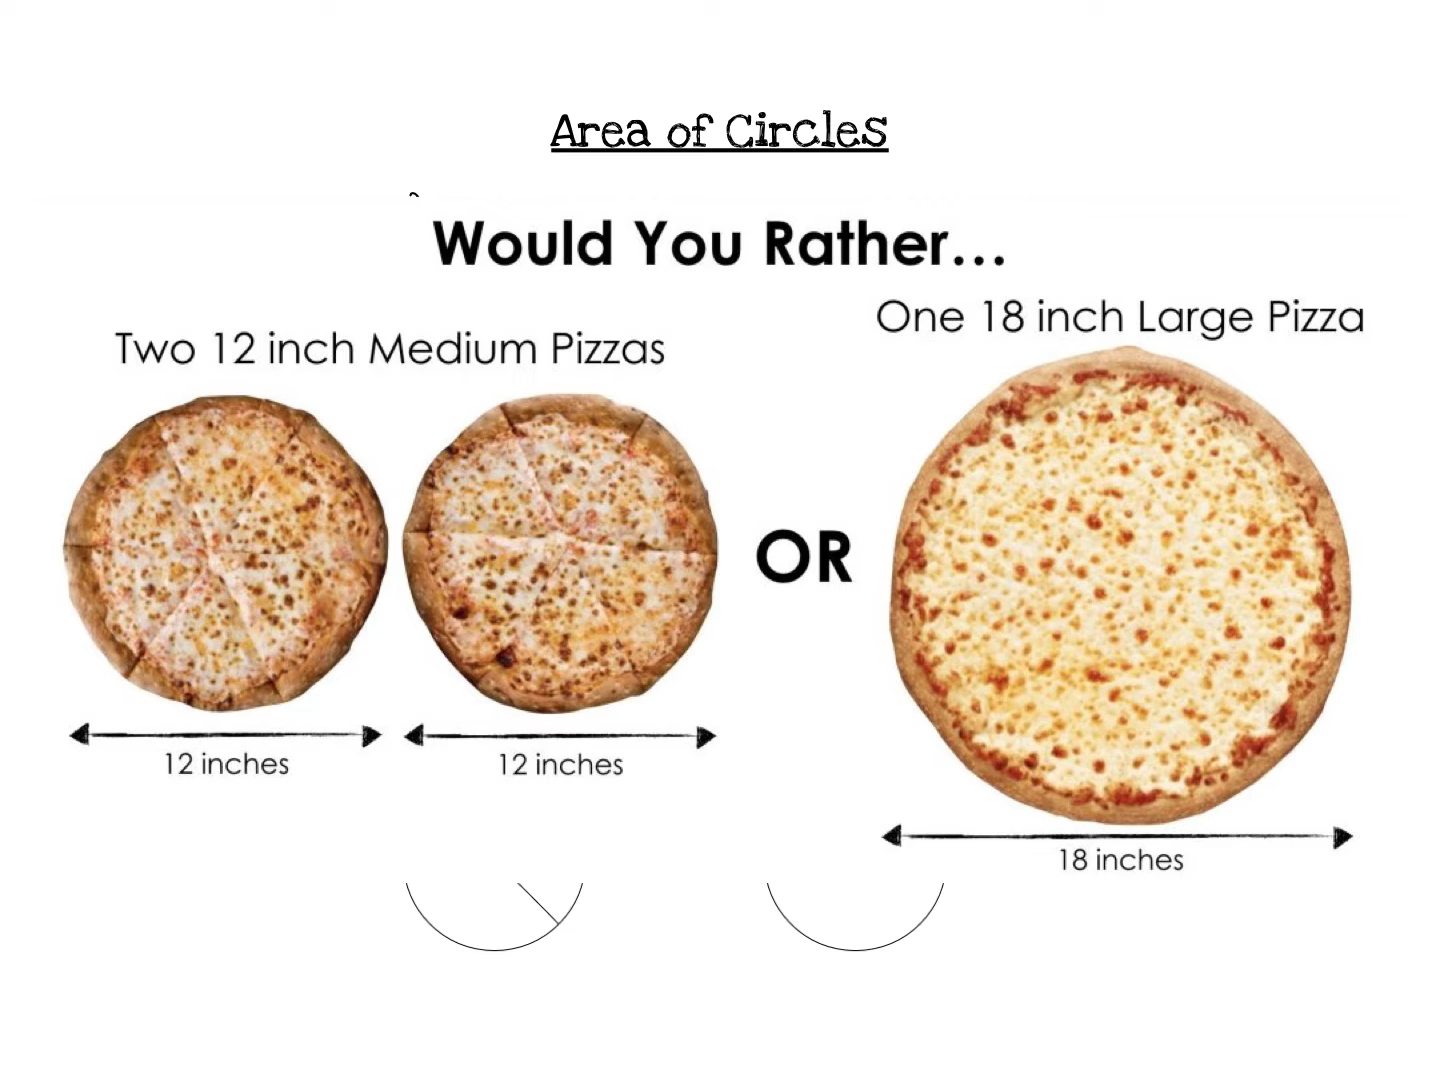 Area of Circles
Would You Rather...
One 18 inch Large Pizza
Two 12 inch Medium Pizzas
OR
12 inches
12 inches
18 inches